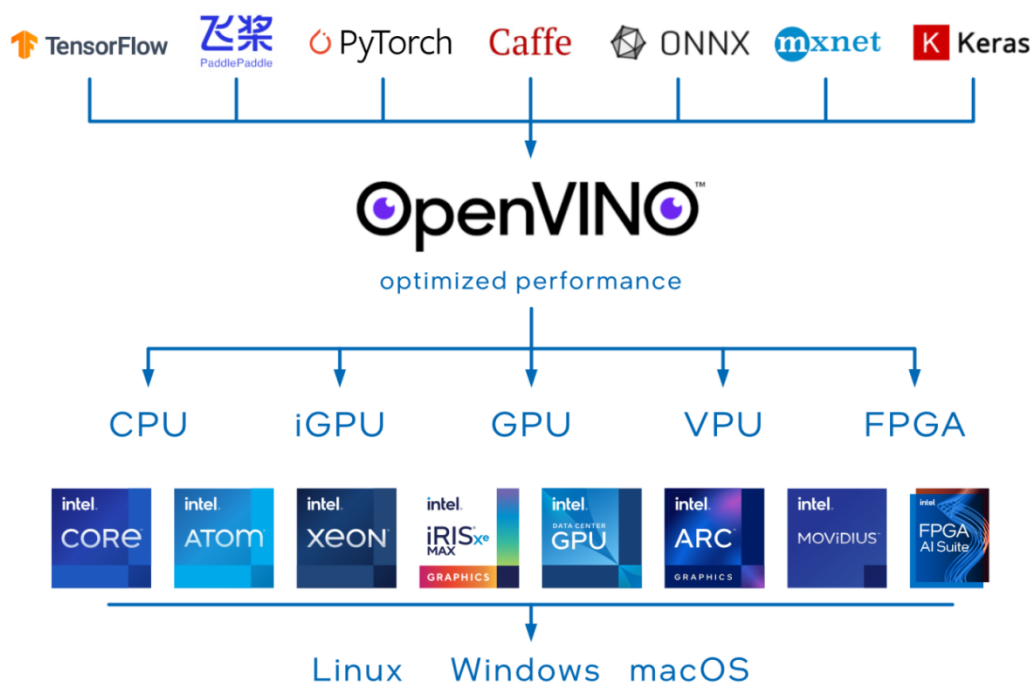 TensorFlow
飞桨
PaddlePaddle
PyTorch
Caffe
ONNX
mxnet
K Keras
OpenVINO™
optimized performance
CPU iGPU GPU VPU FPGA
intel.
CORE
intel.
ATOM
intel.
XEON
intel.
iRIS Xe
MAX
GRAPHICS
intel.
DATA CENTER
GPU
intel.
ARC
GRAPHICS
intel.
MOVIDIUS
intel
FPGA
AI Suite
Linux Windows macOS